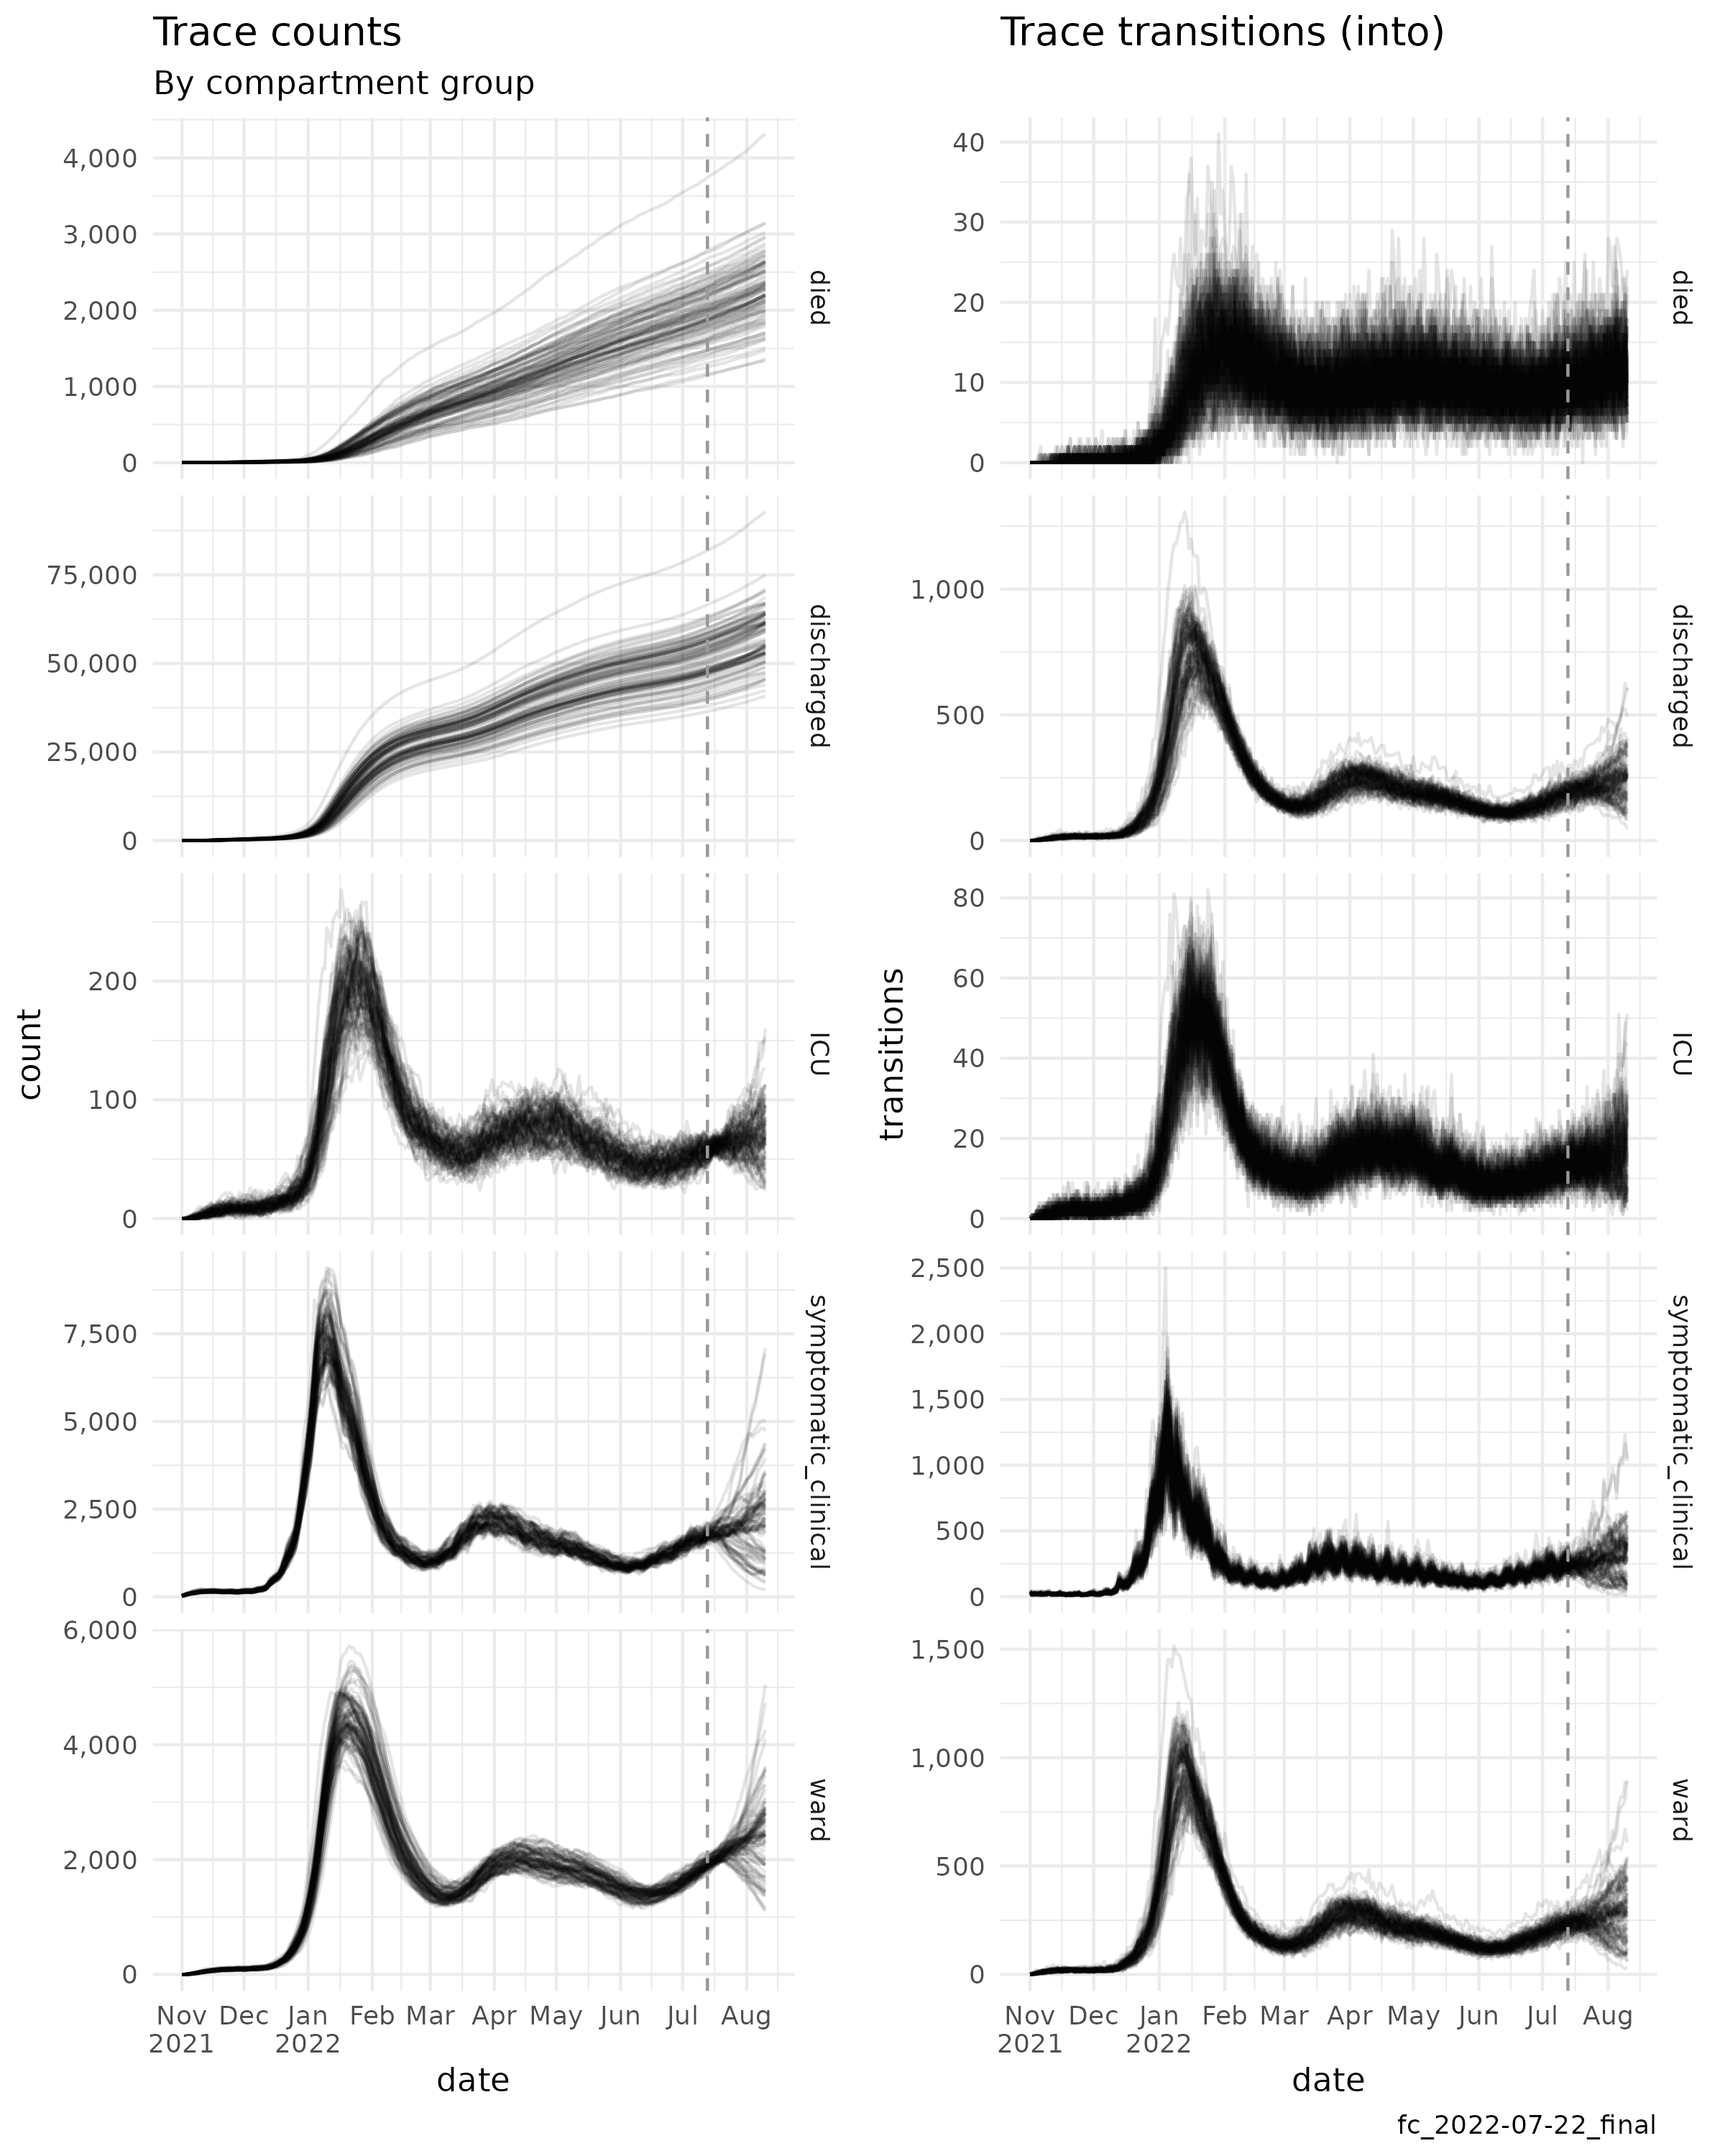 Trace counts
By compartment group
Trace transitions (into)
count
4,000
3,000
2,000
1,000
0
died
75,000
50,000
25,000
0
discharged
200
100
0
ICU
7,500
5,000
2,500
0
symptomatic_clinical
6,000
4,000
2,000
0
ward
Nov Dec Jan Feb Mar Apr May Jun Jul Aug
2021 2022
date
transitions
40
30
20
10
0
died
1,000
500
0
discharged
80
60
40
20
0
ICU
2,500
2,000
1,500
1,000
500
0
symptomatic_clinical
1,500
1,000
500
0
ward
Nov Dec Jan Feb Mar Apr May Jun Jul Aug
2021 2022
date
fc_2022-07-22_final